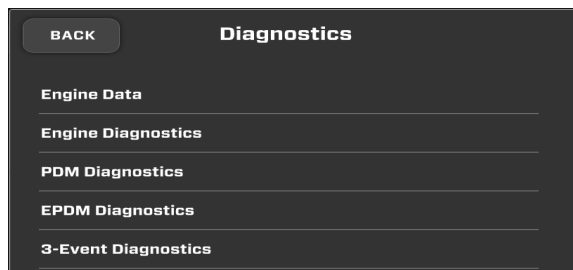 BACK
Diagnostics
Engine Data
Engine Diagnostics
PDM Diagnostics
EPDM Diagnostics
3-Event Diagnostics